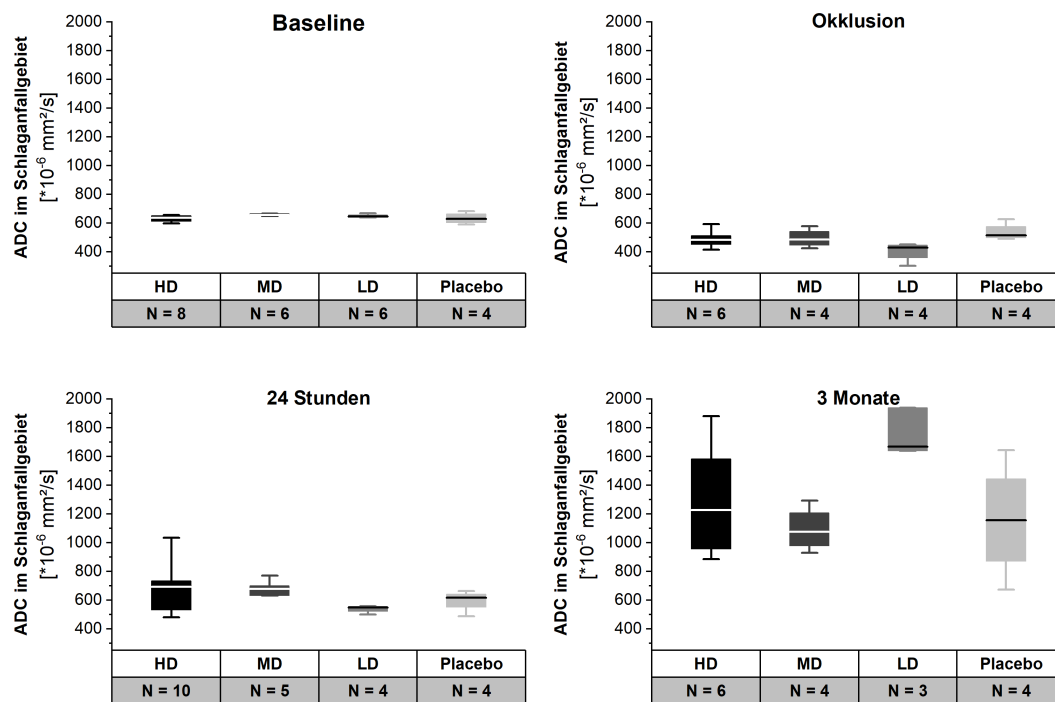 Baseline
ADC im Schlaganfallgebiet
[*10⁻⁶ mm²/s]
2000
1800
1600
1400
1200
1000
800
600
400
HD MD LD Placebo
N = 8 N = 6 N = 6 N = 4
Okklusion
ADC im Schlaganfallgebiet
[*10⁻⁶ mm²/s]
2000
1800
1600
1400
1200
1000
800
600
400
HD MD LD Placebo
N = 6 N = 4 N = 4 N = 4
24 Stunden
ADC im Schlaganfallgebiet
[*10⁻⁶ mm²/s]
2000
1800
1600
1400
1200
1000
800
600
400
HD MD LD Placebo
N = 10 N = 5 N = 4 N = 4
3 Monate
ADC im Schlaganfallgebiet
[*10⁻⁶ mm²/s]
2000
1800
1600
1400
1200
1000
800
600
400
HD MD LD Placebo
N = 6 N = 4 N = 3 N = 4